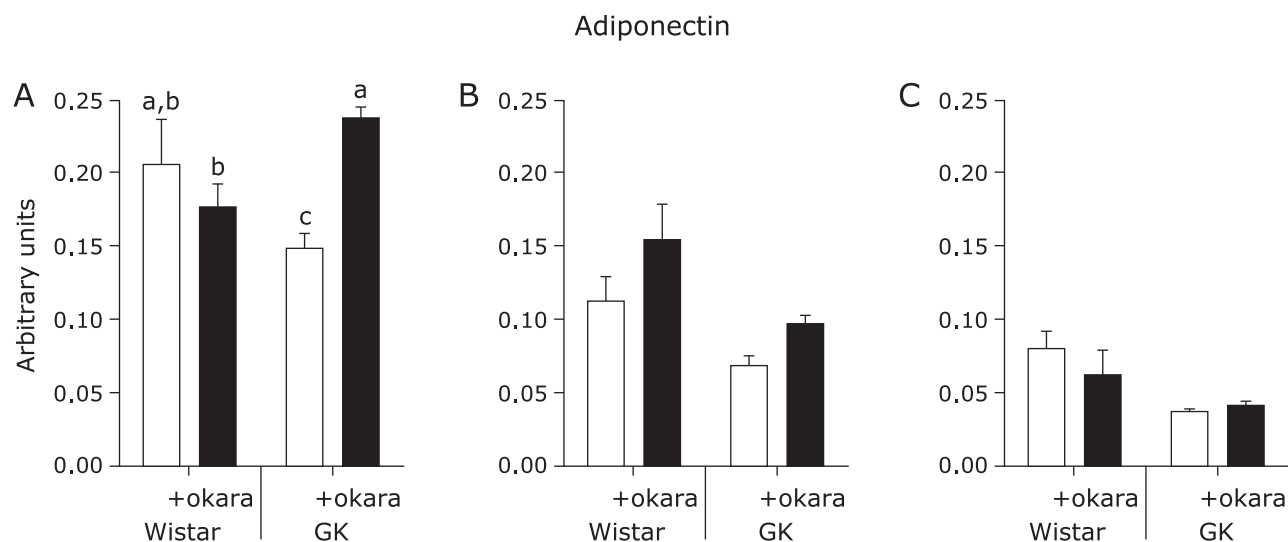 Adiponectin
A
B
C
Arbitrary units
0.25
0.20
0.15
0.10
0.05
0.00
a,b
b
c
a
+okara
+okara
Wistar
GK
0.25
0.20
0.15
0.10
0.05
0.00
+okara
+okara
Wistar
GK
0.25
0.20
0.15
0.10
0.05
0.00
+okara
+okara
Wistar
GK